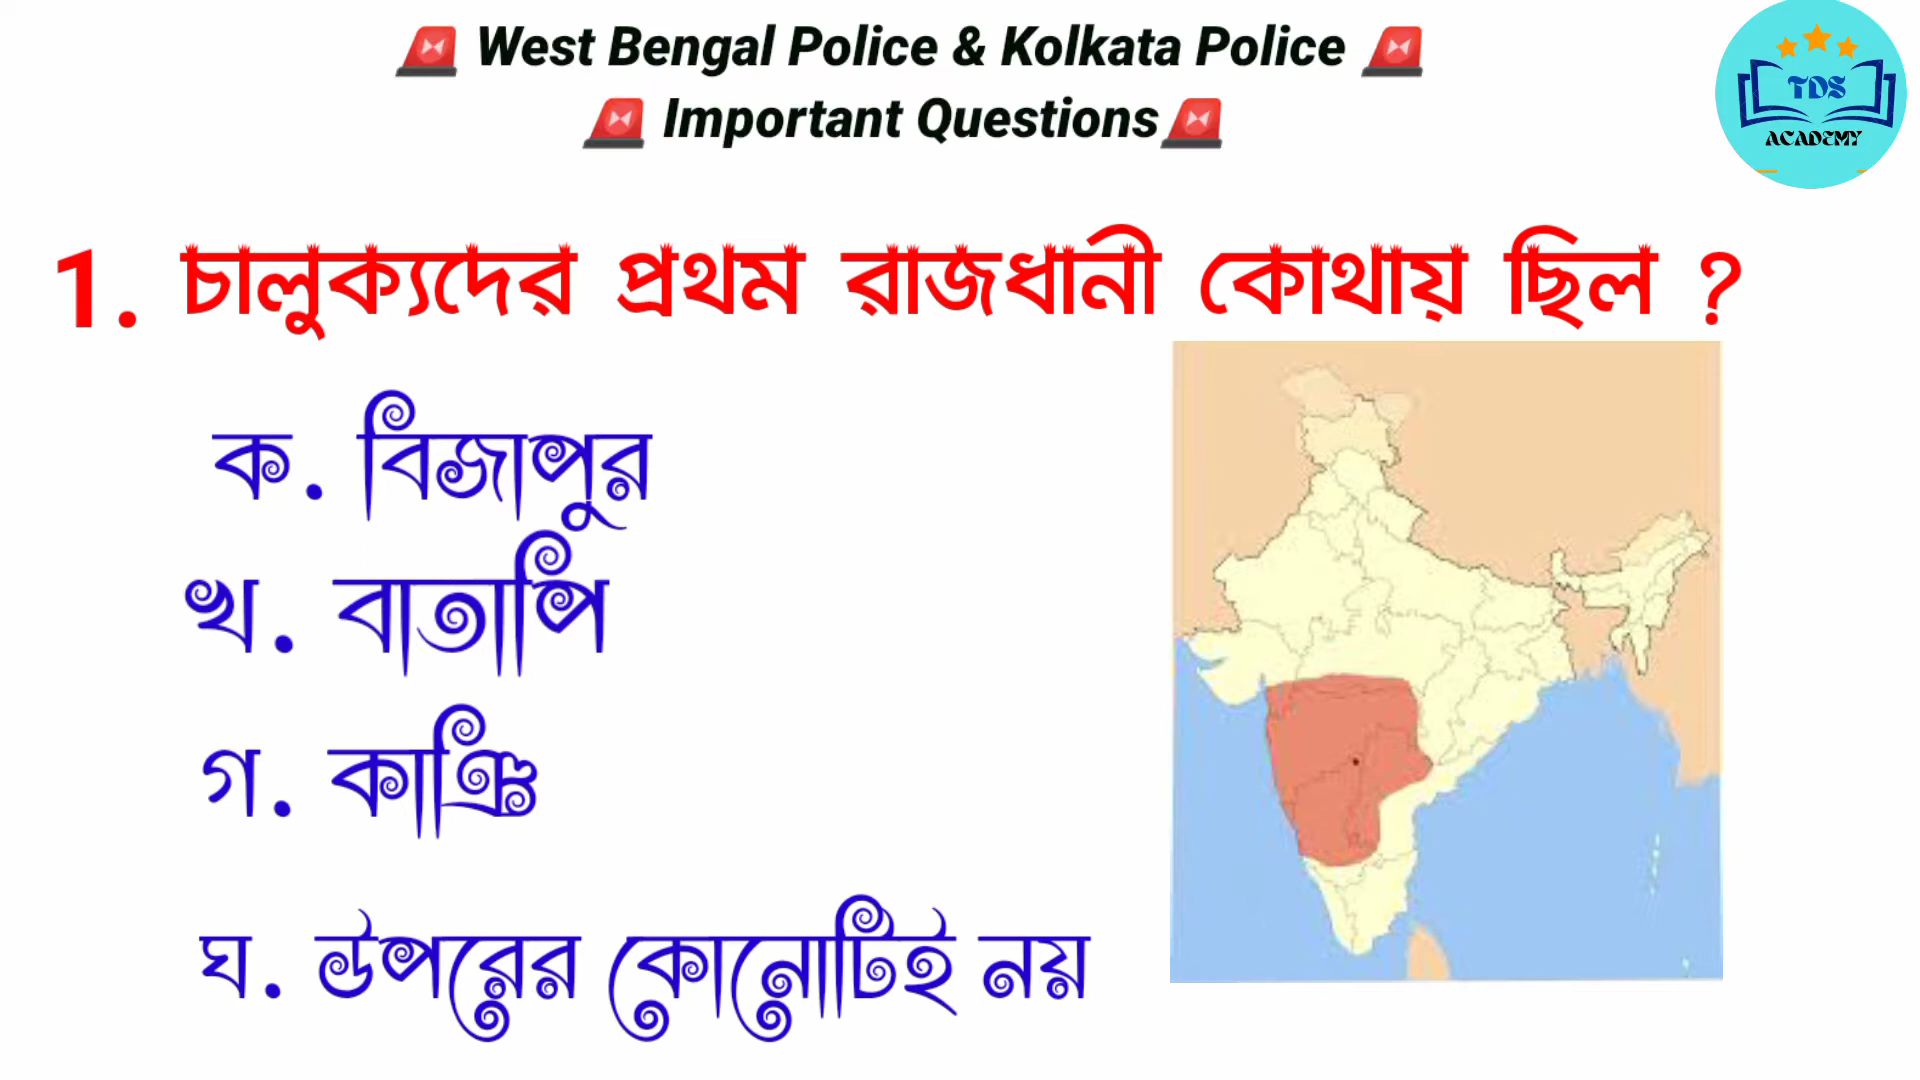 🚨 West Bengal Police & Kolkata Police 🚨
🚨 Important Questions🚨
TDS
ACADEMY
1. চালুক্যদের প্রথম রাজধানী কোথায় ছিল ?
ক. বিজাপুর
খ. বাতাপি
গ. কাঞ্চি
ঘ. উপরের কোনোটিই নয়